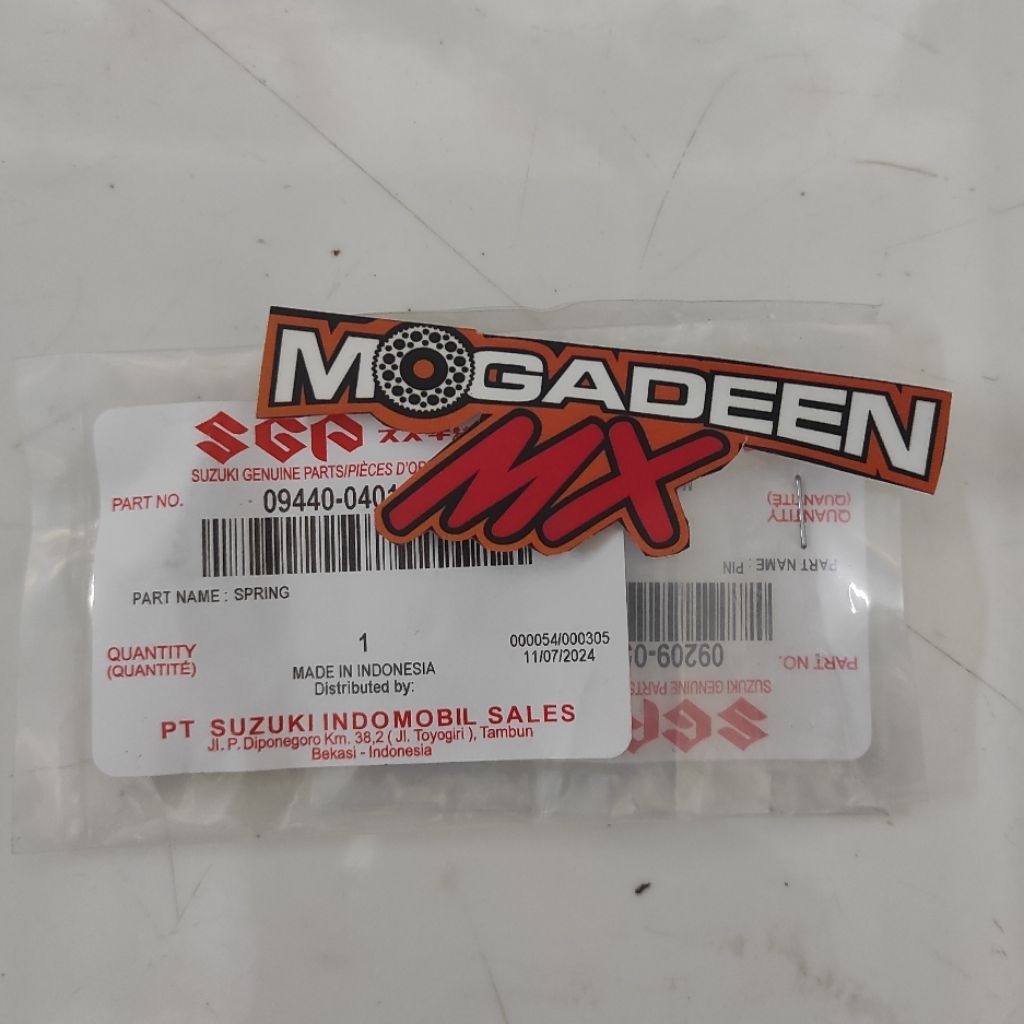 MOGADEEN
MX
SGP
SUZUKI GENUINE PARTS/PIÈCES
PART NO. 09440-040
PART NAME : SPRING
QUANTITY 1 000054/000305
(QUANTITÉ) MADE IN INDONESIA 11/07/2024
Distributed by:
PT SUZUKI INDOMOBIL SALES
Jl. P. Diponegoro Km. 38,2 ( Jl. Toyogiri ), Tambun
Bekasi - Indonesia
SGP
SUZUKI GENUINE PARTS
PART NO. 09209-0
PART NAME : PIN
QUANTITY
(QUANTITÉ)